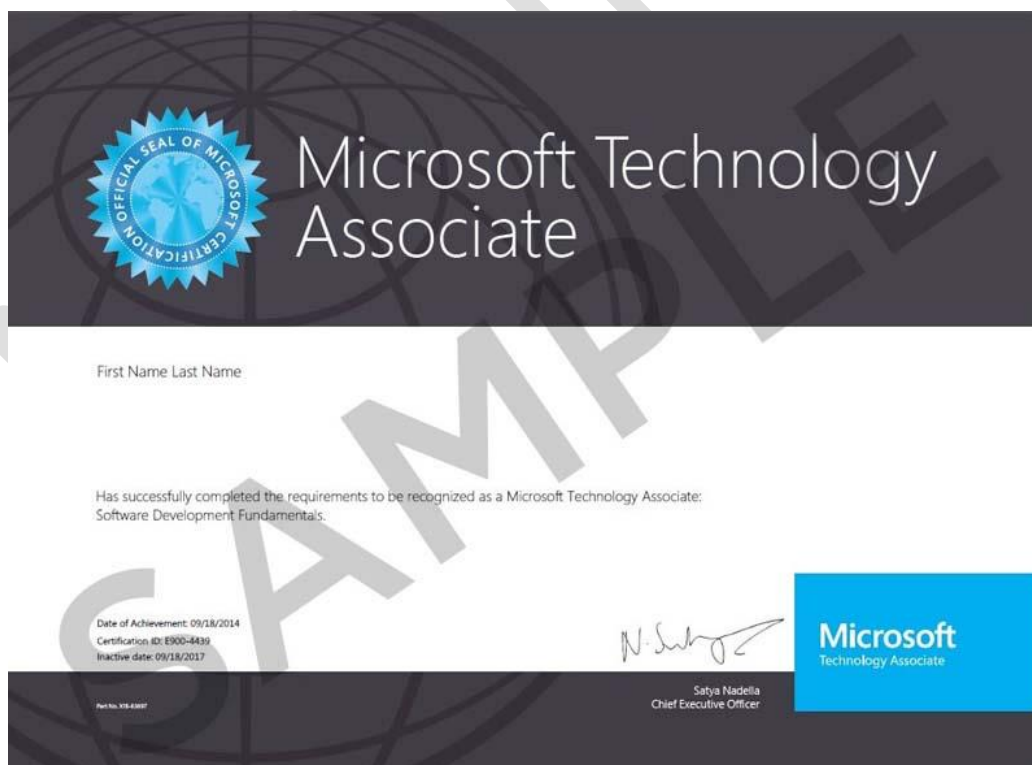 OFFICIAL SEAL OF MICROSOFT CERTIFICATION
Microsoft Technology
Associate
First Name Last Name
Has successfully completed the requirements to be recognized as a Microsoft Technology Associate:
Software Development Fundamentals.
SAMPLE
Date of Achievement: 09/18/2014
Certification ID: E900-4439
Inactive date: 09/18/2017
Microsoft
Technology Associate
Satya Nadella
Chief Executive Officer
Part No.